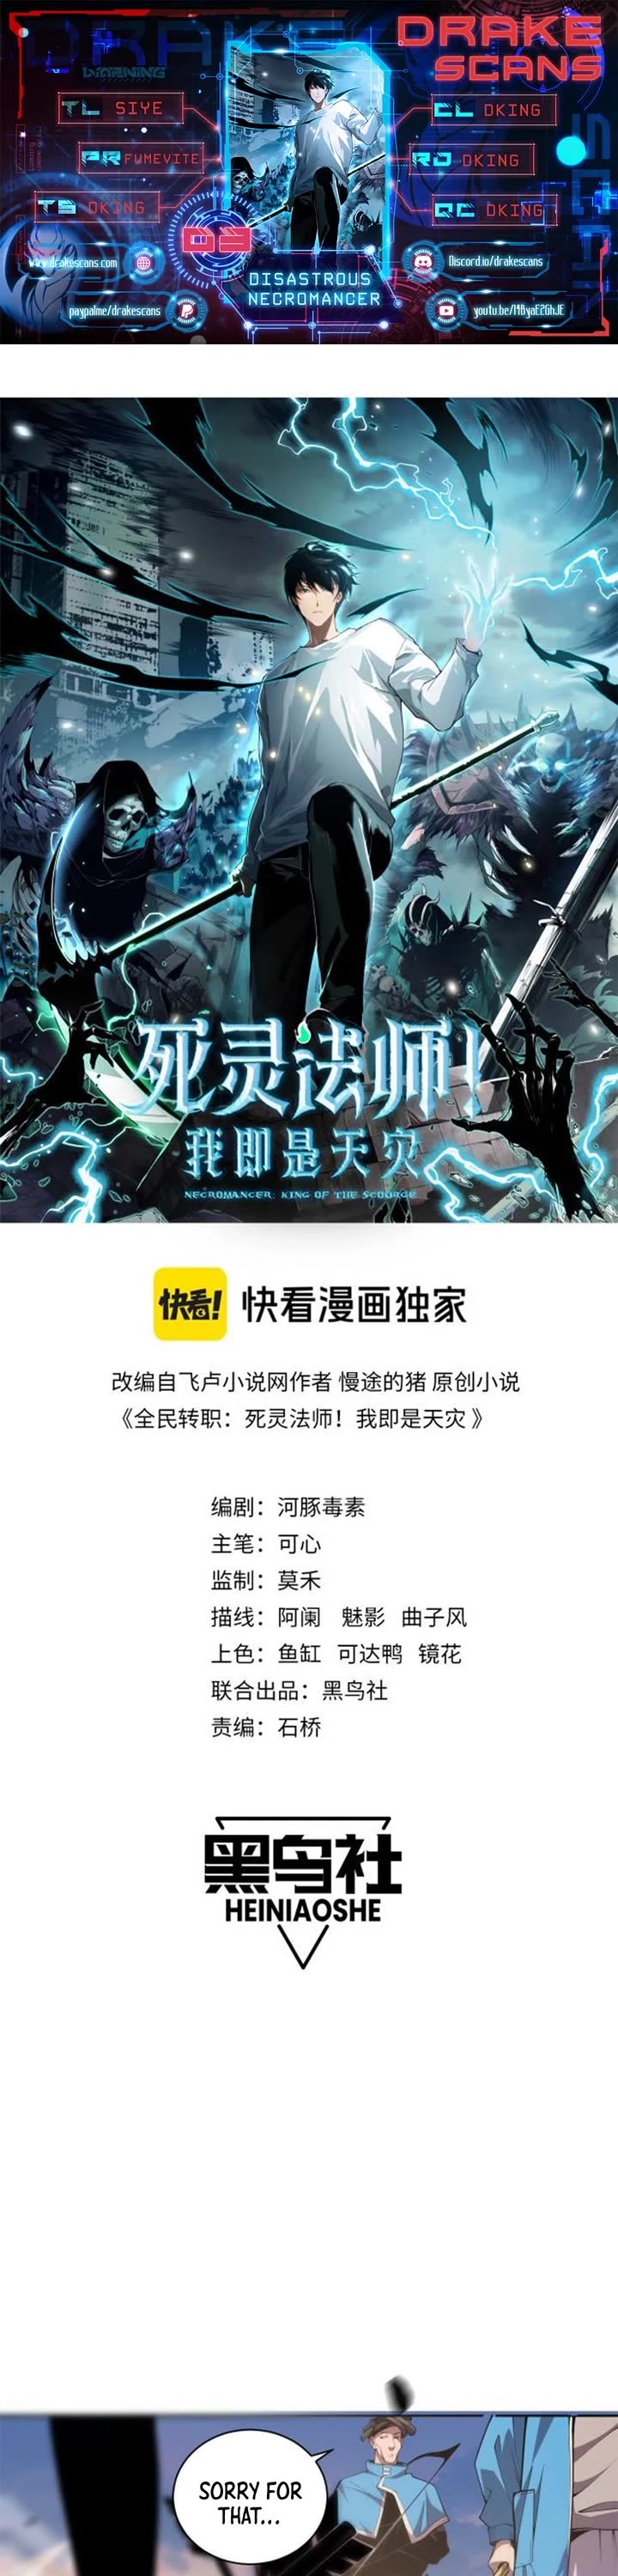 DRAKE
SCANS
WARNING
TL SIYE
CL DKING
PR FUMEVITE
RD DKING
TS DKING
QC DKING
03
www.drakescans.com
Discord.io/drakescans
DISASTROUS
NECROMANCER
paypalme/drakescans
死灵法师!
我即是天灾
NECROMANCER: KING OF THE SCOURGE
快看! 快看漫画独家
改编自飞卢小说网作者 慢途的猪 原创小说
《全民转职：死灵法师！我即是天灾 》
编剧：河豚毒素
主笔：可心
监制：莫禾
描线：阿阑 魅影 曲子风
上色：鱼缸 可达鸭 镜花
联合出品：黑鸟社
责编：石桥
黑鸟社
HEINIAOSHE
SORRY FOR
THAT...